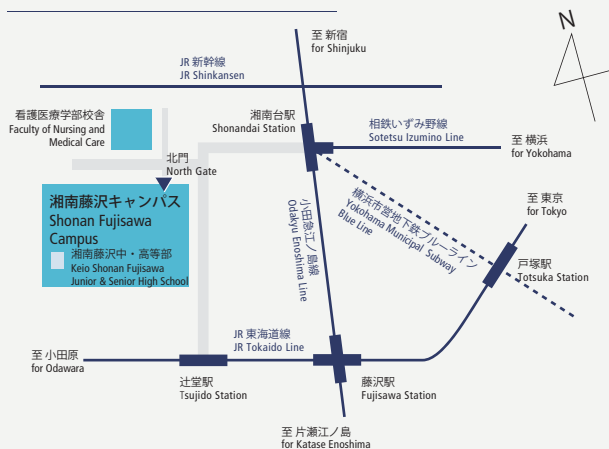 N
至 新宿
for Shinjuku
JR 新幹線
JR Shinkansen
看護医療学部校舎
Faculty of Nursing and
Medical Care
湘南台駅
Shonandai Station
相鉄いずみ野線
Sotetsu Izumino Line
至 横浜
for Yokohama
北門
North Gate
湘南藤沢キャンパス
Shonan Fujisawa
Campus
湘南藤沢中・高等部
Keio Shonan Fujisawa
Junior & Senior High School
小田急江ノ島線
Odakyu Enoshima Line
横浜市営地下鉄ブルーライン
Yokohama Municipal Subway
Blue Line
至 東京
for Tokyo
戸塚駅
Totsuka Station
JR 東海道線
JR Tokaido Line
至 小田原
for Odawara
辻堂駅
Tsujido Station
藤沢駅
Fujisawa Station
至 片瀬江ノ島
for Katase Enoshima